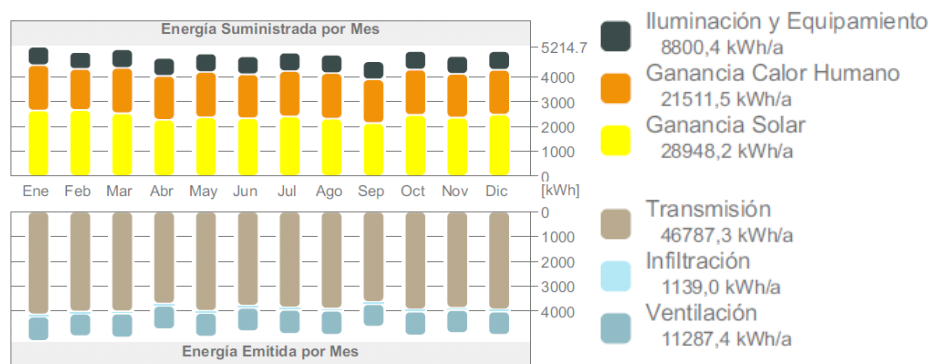 Energía Suministrada por Mes
5214.7
4000
3000
2000
1000
0
Ene Feb Mar Abr May Jun Jul Ago Sep Oct Nov Dic [kWh]
0
1000
2000
3000
4000
Energía Emitida por Mes
Iluminación y Equipamiento
8800,4 kWh/a
Ganancia Calor Humano
21511,5 kWh/a
Ganancia Solar
28948,2 kWh/a
Transmisión
46787,3 kWh/a
Infiltración
1139,0 kWh/a
Ventilación
11287,4 kWh/a